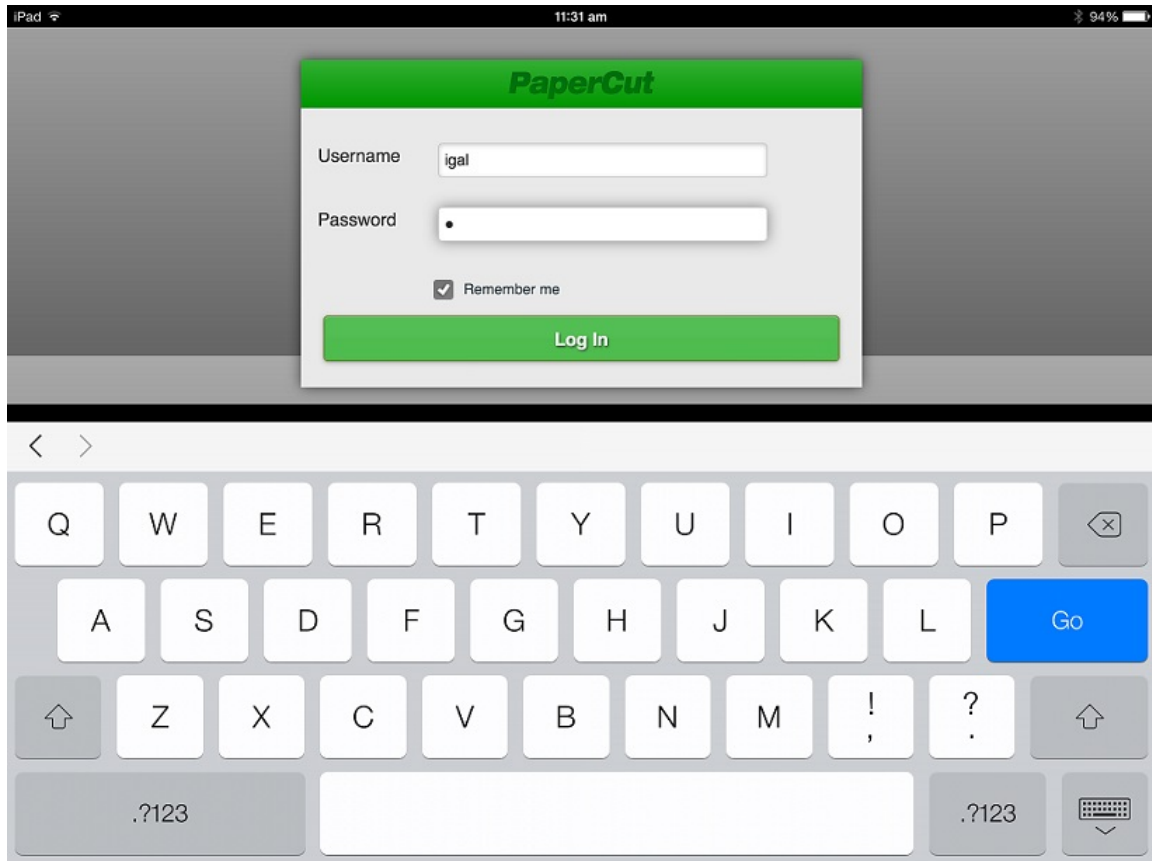 iPad 11:31 am 94%
PaperCut
Username igal
Password •
Remember me
Log In
Q W E R T Y U I O P
A S D F G H J K L Go
Z X C V B N M ! , ? .
.?123 .?123